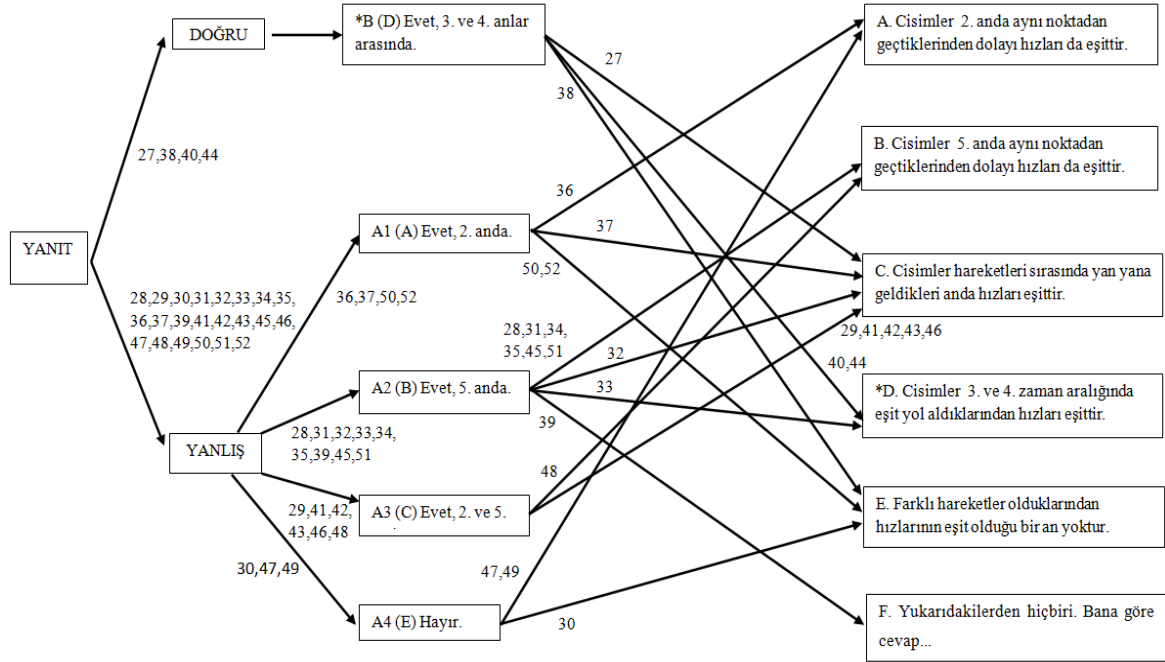 DOĞRU
*B (D) Evet, 3. ve 4. anlar
arasında.
A. Cisimler 2. anda aynı noktadan
geçtiklerinden dolayı hızları da eşittir.
27
38
27,38,40,44
B. Cisimler 5. anda aynı noktadan
geçtiklerinden dolayı hızları da eşittir.
36
YANIT
A1 (A) Evet, 2. anda.
37
50,52
C. Cisimler hareketleri sırasında yan yana
geldikleri anda hızları eşittir.
28,29,30,31,32,33,34,35,
36,37,39,41,42,43,45,46,
47,48,49,50,51,52
36,37,50,52
28,31,34,
35,45,51
29,41,42,43,46
32
40,44
A2 (B) Evet, 5. anda.
33
39
*D. Cisimler 3. ve 4. zaman aralığında
eşit yol aldıklarından hızları eşittir.
YANLIŞ
28,31,32,33,34,
35,39,45,51
48
29,41,42,
43,46,48
A3 (C) Evet, 2. ve 5.
.
E. Farklı hareketler olduklarından
hızlarının eşit olduğu bir an yoktur.
30,47,49
47,49
A4 (E) Hayır.
30
F. Yukarıdakilerden hiçbiri. Bana göre
cevap...